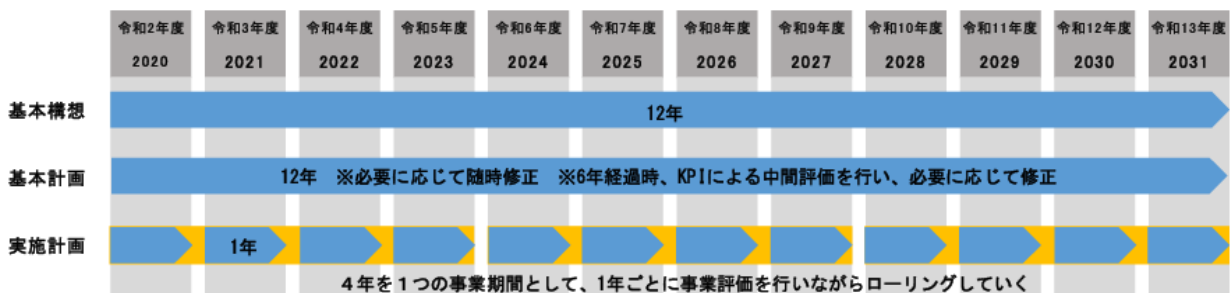 令和2年度 令和3年度 令和4年度 令和5年度 令和6年度 令和7年度 令和8年度 令和9年度 令和10年度 令和11年度 令和12年度 令和13年度
2020 2021 2022 2023 2024 2025 2026 2027 2028 2029 2030 2031
基本構想 12年
基本計画 12年 ※必要に応じて随時修正 ※6年経過時、KPIによる中間評価を行い、必要に応じて修正
実施計画 1年
４年を１つの事業期間として、1年ごとに事業評価を行いながらローリングしていく